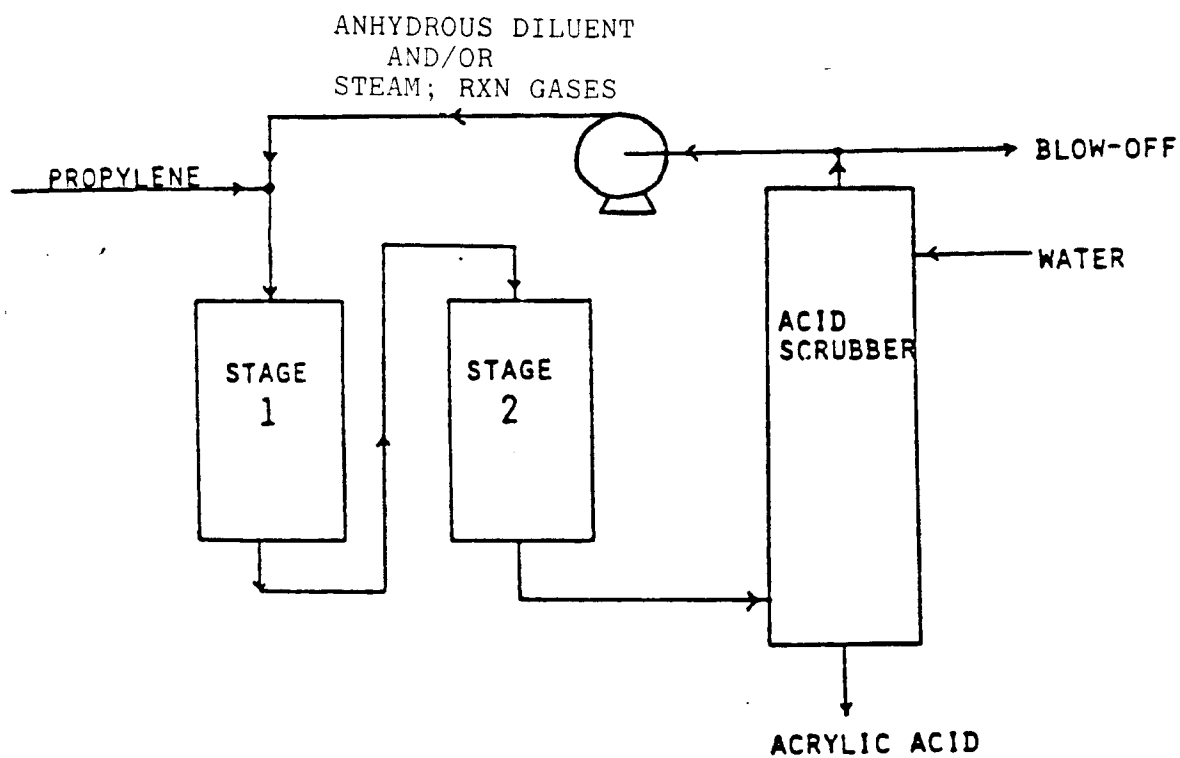 ANHYDROUS DILUENT
AND/OR
STEAM; RXN GASES
BLOW-OFF
PROPYLENE
WATER
ACID
SCRUBBER
STAGE
1
STAGE
2
ACRYLIC ACID